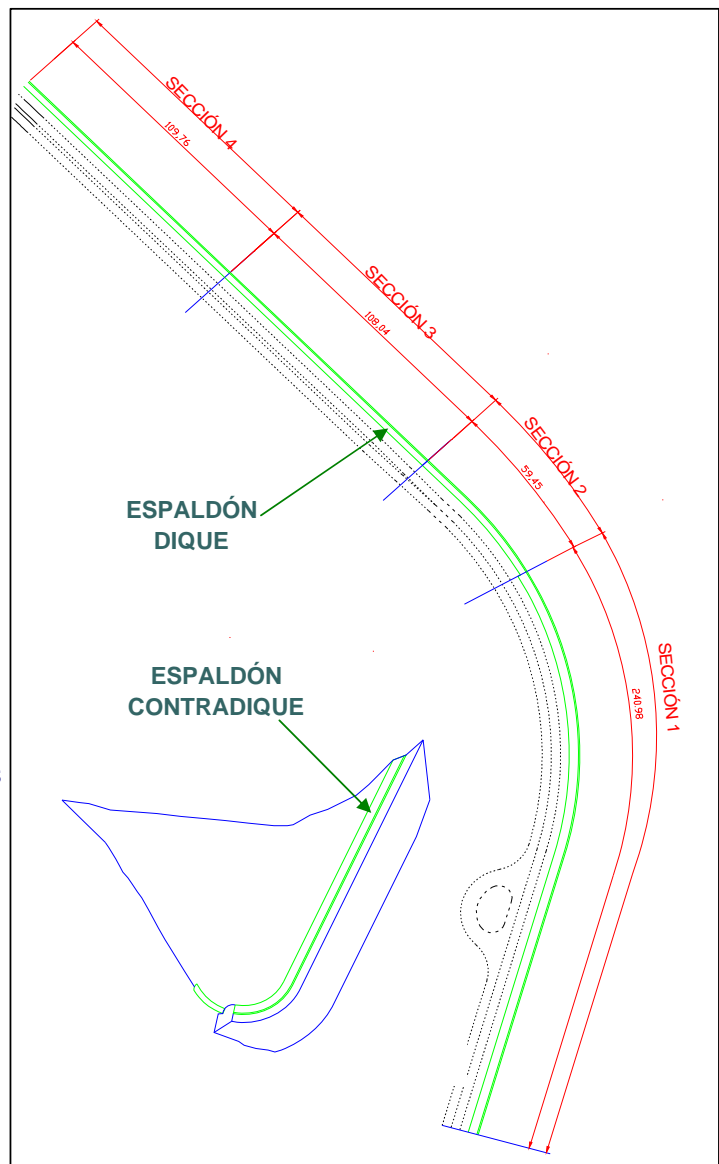 SECCIÓN 4
109,76
SECCIÓN 3
108,04
SECCIÓN 2
59,45
ESPALDÓN
DIQUE
SECCIÓN 1
240.98
ESPALDÓN
CONTRADIQUE